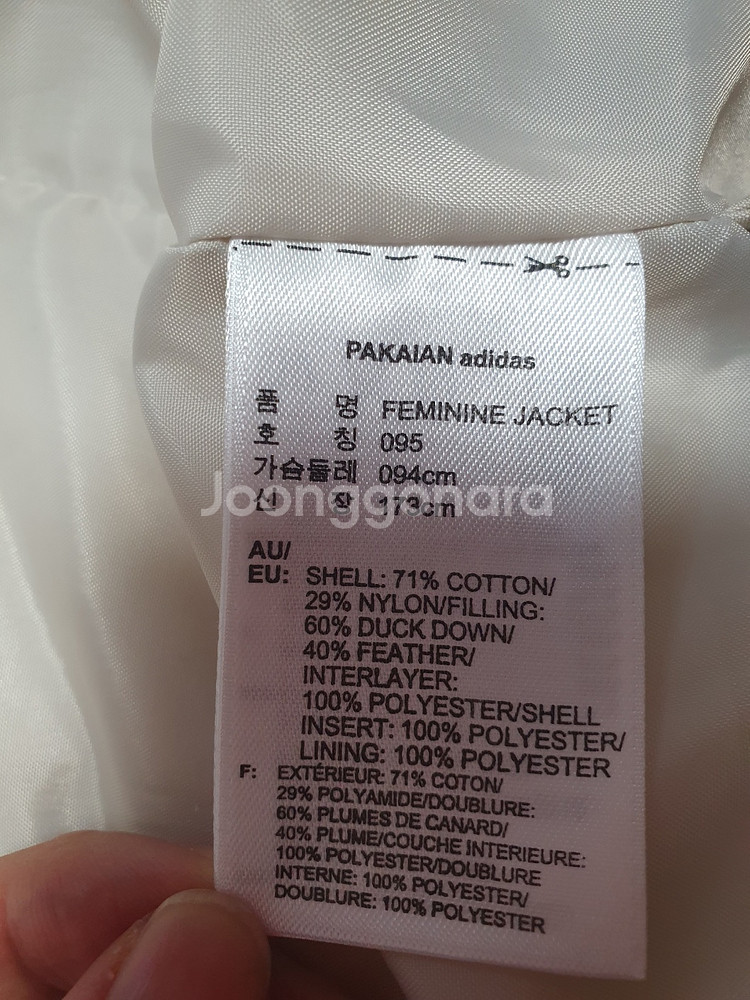 PAKAIAN adidas
품 명 FEMININE JACKET
호 칭 095
가슴둘레 094cm
신 장 173cm
Joonggonara
AU/
EU: SHELL: 71% COTTON/
29% NYLON/FILLING:
60% DUCK DOWN/
40% FEATHER/
INTERLAYER:
100% POLYESTER/SHELL
INSERT: 100% POLYESTER/
LINING: 100% POLYESTER
F: EXTÉRIEUR: 71% COTON/
29% POLYAMIDE/DOUBLURE:
60% PLUMES DE CANARD/
40% PLUME/COUCHE INTERIEURE:
100% POLYESTER/DOUBLURE
INTERNE: 100% POLYESTER/
DOUBLURE: 100% POLYESTER